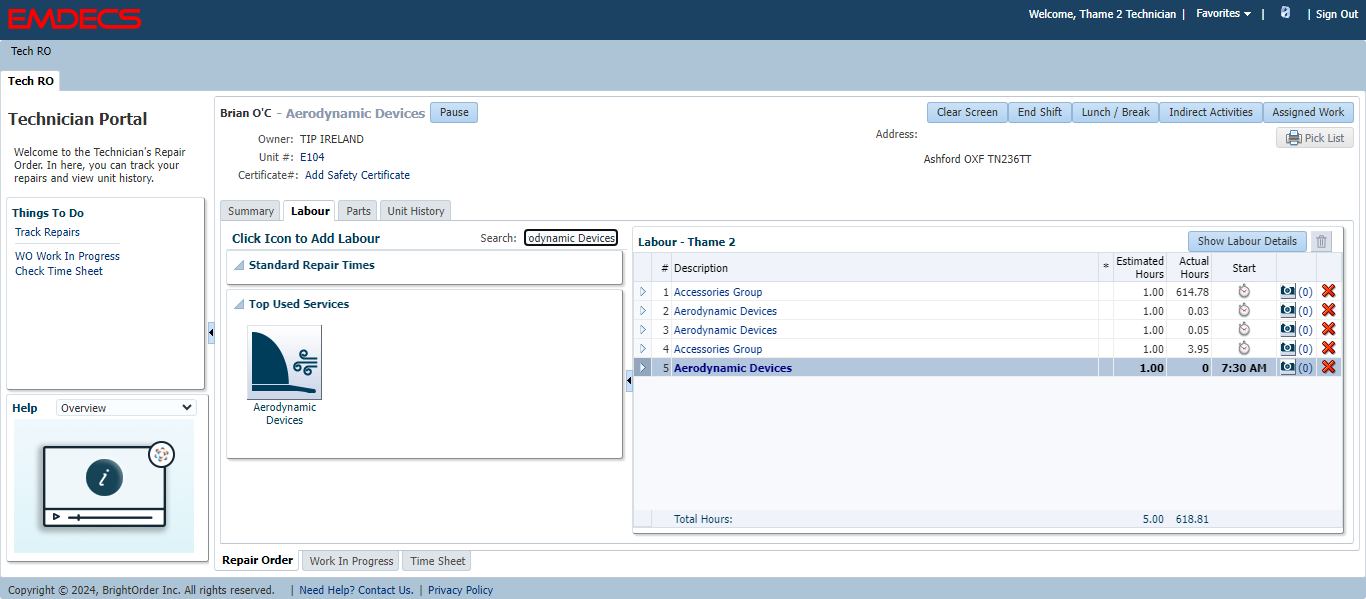 EMDECS
Welcome, Thame 2 Technician | Favorites | | Sign Out
Tech RO
Tech RO
Technician Portal
Welcome to the Technician's Repair
Order. In here, you can track your
repairs and view unit history.
Things To Do
Track Repairs
WO Work In Progress
Check Time Sheet
Help Overview
i
Brian O'C - Aerodynamic Devices Pause
Clear Screen End Shift Lunch / Break Indirect Activities Assigned Work
Owner: TIP IRELAND
Unit #: E104
Certificate#: Add Safety Certificate
Address:
Ashford OXF TN236TT
Pick List
Summary Labour Parts Unit History
Click Icon to Add Labour Search: odynamic Devices
Standard Repair Times
Top Used Services
Aerodynamic
Devices
Labour - Thame 2 Show Labour Details
# Description * Estimated Hours Actual Hours Start
1 Accessories Group 1.00 614.78 (0)
2 Aerodynamic Devices 1.00 0.03 (0)
3 Aerodynamic Devices 1.00 0.05 (0)
4 Accessories Group 1.00 3.95 (0)
5 Aerodynamic Devices 1.00 0 7:30 AM (0)
Total Hours: 5.00 618.81
Repair Order Work In Progress Time Sheet
Copyright © 2024, BrightOrder Inc. All rights reserved. | Need Help? Contact Us. | Privacy Policy